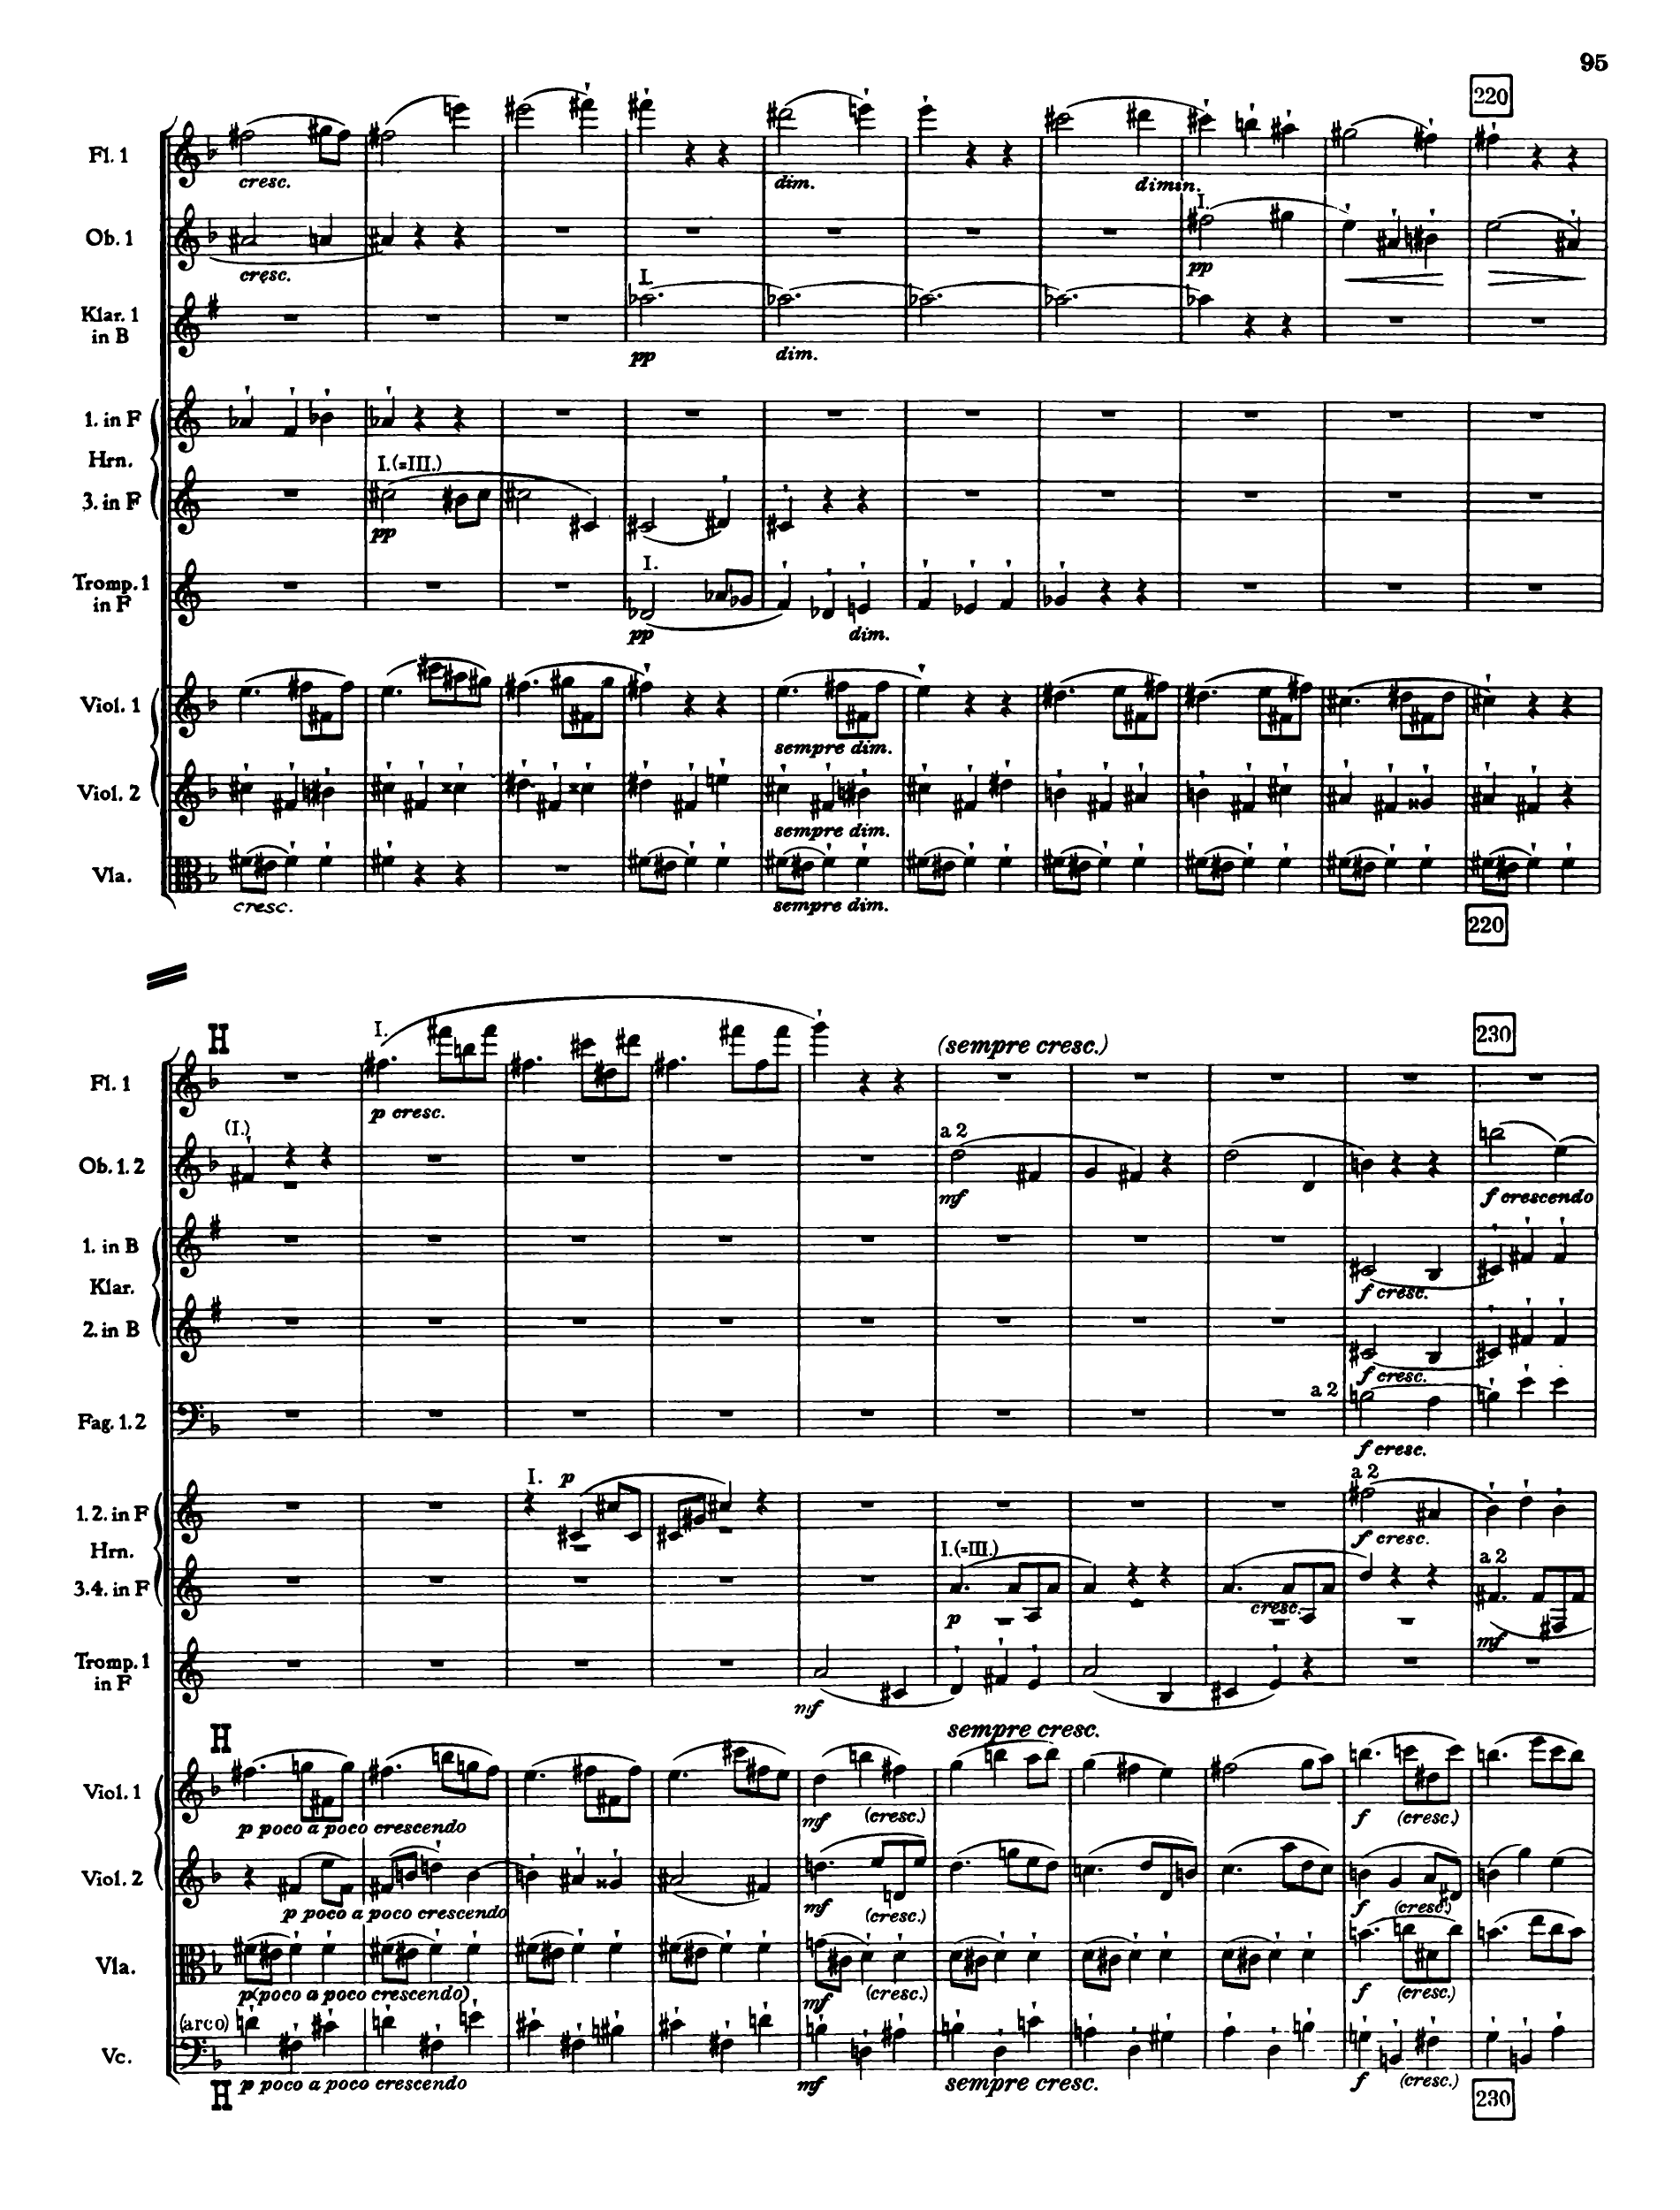 95
220
Fl. 1
cresc.
dim.
dimin.
Ob. 1
cresc.
I.
pp
Klar. 1
in B
I.
pp
dim.
1. in F
Hrn.
3. in F
I.(=III.)
pp
Tromp. 1
in F
I.
pp
dim.
Viol. 1
sempre dim.
Viol. 2
sempre dim.
Vla.
cresc.
sempre dim.
220
H
230
Fl. 1
I.
p cresc.
(sempre cresc.)
Ob. 1. 2
(I.)
a 2
mf
f crescendo
1. in B
f cresc.
Klar.
2. in B
f cresc.
Fag. 1. 2
a 2
f cresc.
1. 2. in F
I.
p
a 2
f cresc.
Hrn.
3. 4. in F
I.(=III.)
p
cresc.
a 2
mf
Tromp. 1
in F
mf
H
sempre cresc.
Viol. 1
p poco a poco crescendo
mf
(cresc.)
f
(cresc.)
Viol. 2
p poco a poco crescendo
mf
(cresc.)
f
(cresc.)
Vla.
p(poco a poco crescendo)
mf
(cresc.)
f
(cresc.)
(arco)
Vc.
p poco a poco crescendo
mf
sempre cresc.
f
(cresc.)
H
230